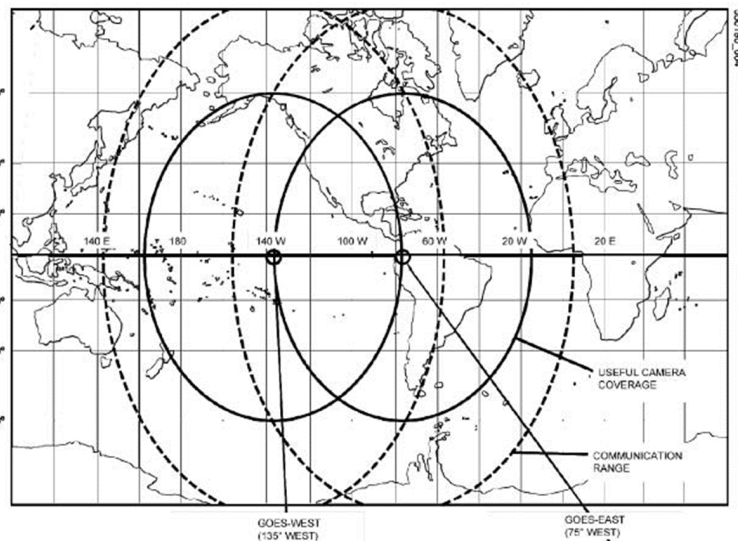 140 E 180 140 W 100 W 60 W 20 W 20 E
USEFUL CAMERA
COVERAGE
COMMUNICATION
RANGE
GOES-WEST
(135° WEST)
GOES-EAST
(75° WEST)